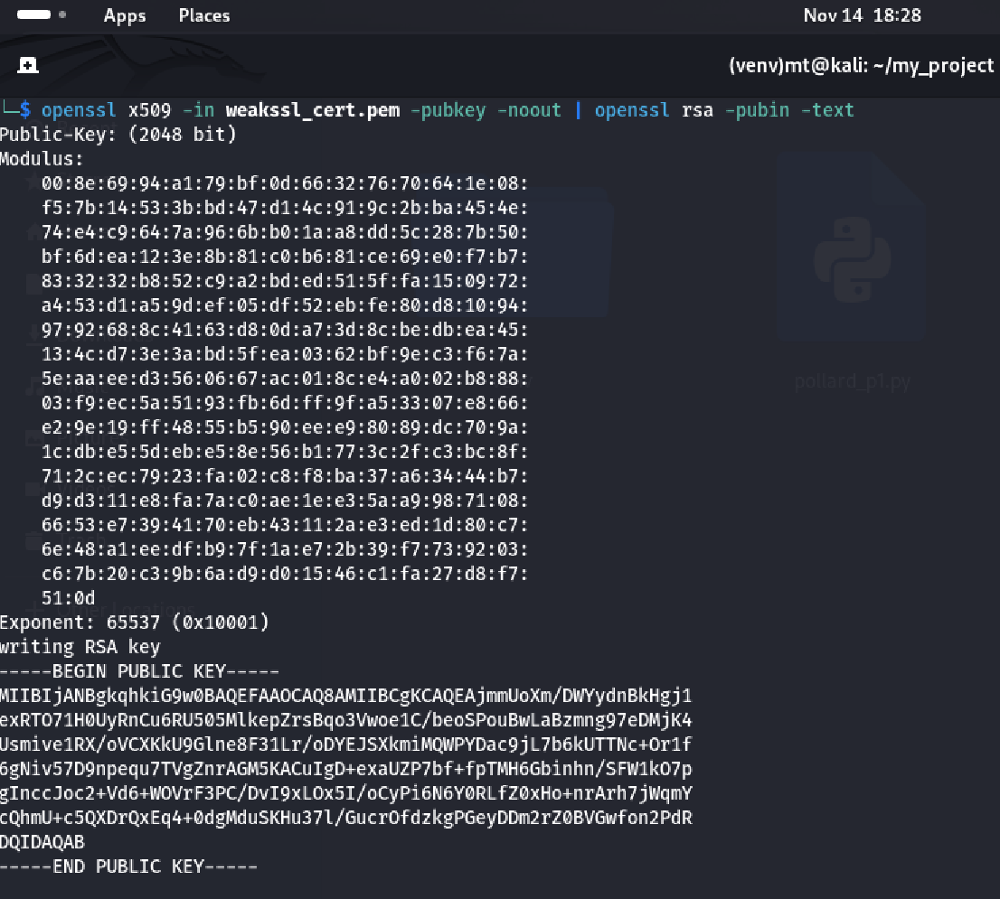 Apps Places Nov 14 18:28
(venv)mt@kali: ~/my_project
└─$ openssl x509 -in weakssl_cert.pem -pubkey -noout | openssl rsa -pubin -text
Public-Key: (2048 bit)
Modulus:
00:8e:69:94:a1:79:bf:0d:66:32:76:70:64:1e:08:
f5:7b:14:53:3b:bd:47:d1:4c:91:9c:2b:ba:45:4e:
74:e4:c9:64:7a:96:6b:b0:1a:a8:dd:5c:28:7b:50:
bf:6d:ea:12:3e:8b:81:c0:b6:81:ce:69:e0:f7:b7:
83:32:32:b8:52:c9:a2:bd:ed:51:5f:fa:15:09:72:
a4:53:d1:a5:9d:ef:05:df:52:eb:fe:80:d8:10:94:
97:92:68:8c:41:63:d8:0d:a7:3d:8c:be:db:ea:45:
13:4c:d7:3e:3a:bd:5f:ea:03:62:bf:9e:c3:f6:7a:
5e:aa:ee:d3:56:06:67:ac:01:8c:e4:a0:02:b8:88:
03:f9:ec:5a:51:93:fb:6d:ff:9f:a5:33:07:e8:66:
e2:9e:19:ff:48:55:b5:90:ee:e9:80:89:dc:70:9a:
1c:db:e5:5d:eb:e5:8e:56:b1:77:3c:2f:c3:bc:8f:
71:2c:ec:79:23:fa:02:c8:f8:ba:37:a6:34:44:b7:
d9:d3:11:e8:fa:7a:c0:ae:1e:e3:5a:a9:98:71:08:
66:53:e7:39:41:70:eb:43:11:2a:e3:ed:1d:80:c7:
6e:48:a1:ee:df:b9:7f:1a:e7:2b:39:f7:73:92:03:
c6:7b:20:c3:9b:6a:d9:d0:15:46:c1:fa:27:d8:f7:
51:0d
Exponent: 65537 (0x10001)
writing RSA key
-----BEGIN PUBLIC KEY-----
MIIBIjANBgkqhkiG9w0BAQEFAAOCAQ8AMIIBCgKCAQEAjmmUoXm/DWYydnBkHgj1
exRTO71H0UyRnCu6RU505MlkepZrsBqo3Vwoe1C/beoSPouBwLaBzmng97eDMjK4
Usmive1RX/oVCXKkU9Glne8F31Lr/oDYEJSXkmiMQWPYDac9jL7b6kUTTNc+Or1f
6gNiv57D9npequ7TVgZnrAGM5KACuIgD+exaUZP7bf+fpTMH6Gbinhn/SFW1kO7p
gInccJoc2+Vd6+WOVrF3PC/DvI9xLOx5I/oCyPi6N6Y0RLfZ0xHo+nrArh7jWqmY
cQhmU+c5QXDrQxEq4+0dgMduSKHu37l/GucrOfdzkgPGeyDDm2rZ0BVGwfon2PdR
DQIDAQAB
-----END PUBLIC KEY-----
pollard_p1.py
Other Locations